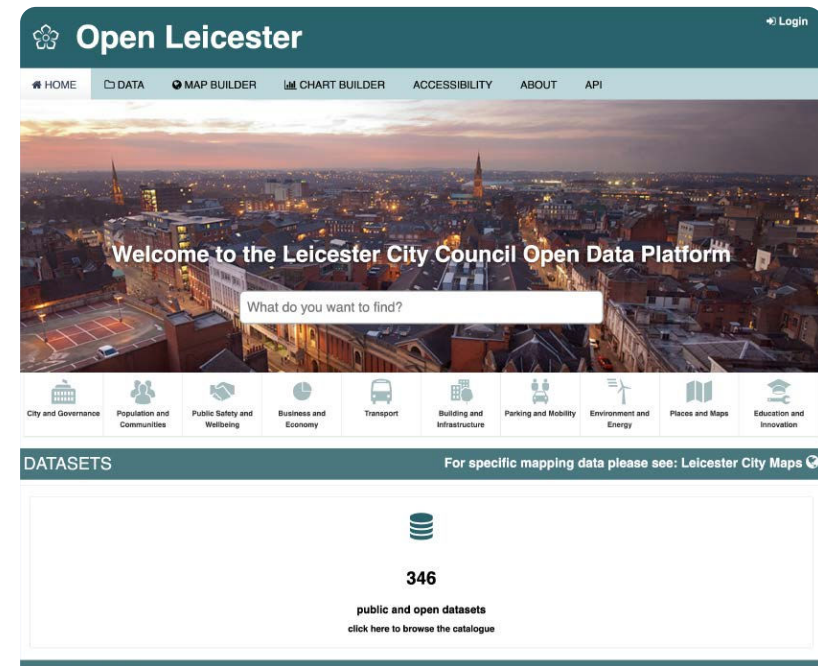 Open Leicester
Login
HOME
DATA
MAP BUILDER
CHART BUILDER
ACCESSIBILITY
ABOUT
API
Welcome to the Leicester City Council Open Data Platform
What do you want to find?
City and Governance
Population and
Communities
Public Safety and
Wellbeing
Business and
Economy
Transport
Building and
Infrastructure
Parking and Mobility
Environment and
Energy
Places and Maps
Education and
Innovation
DATASETS
For specific mapping data please see: Leicester City Maps
346
public and open datasets
click here to browse the catalogue